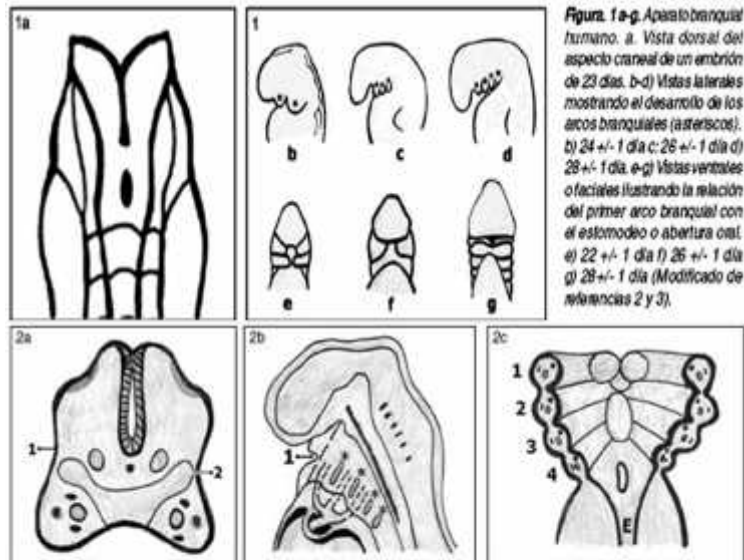 1a
1
b
c
d
e
f
g
Figura. 1 a-g. Aparato branquial
humano. a. Vista dorsal del
aspecto craneal de un embrión
de 23 días. b-d) Vistas laterales
mostrando el desarrollo de los
arcos branquiales (asteriscos).
b) 24 +/- 1 día c: 26 +/- 1 día d)
28 +/- 1 día. e-g) Vistas ventrales
o faciales ilustrando la relación
del primer arco branquial con
el estomodeo o abertura oral.
e) 22 +/- 1 día f) 26 +/- 1 día
g) 28 +/- 1 día (Modificado de
referencias 2 y 3).
2a
1
2
2b
1
2c
1
2
3
4
E